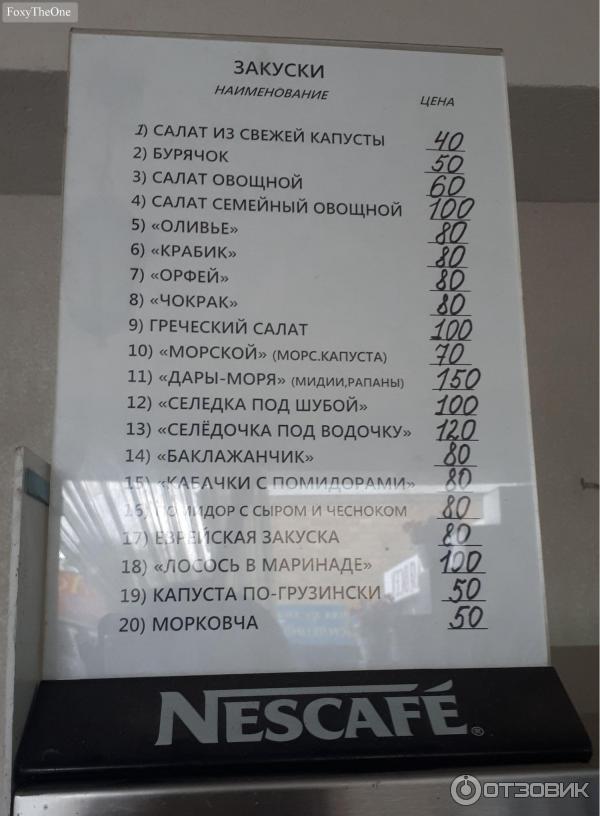 FoxyTheOne
ЗАКУСКИ
НАИМЕНОВАНИЕ ЦЕНА
1) САЛАТ ИЗ СВЕЖЕЙ КАПУСТЫ 40
2) БУРЯЧОК 50
3) САЛАТ ОВОЩНОЙ 60
4) САЛАТ СЕМЕЙНЫЙ ОВОЩНОЙ 100
5) «ОЛИВЬЕ» 80
6) «КРАБИК» 80
7) «ОРФЕЙ» 80
8) «ЧОКРАК» 80
9) ГРЕЧЕСКИЙ САЛАТ 100
10) «МОРСКОЙ» (МОРС.КАПУСТА) 70
11) «ДАРЫ-МОРЯ» (МИДИИ,РАПАНЫ) 150
12) «СЕЛЕДКА ПОД ШУБОЙ» 100
13) «СЕЛЁДОЧКА ПОД ВОДОЧКУ» 120
14) «БАКЛАЖАНЧИК» 80
15) «КАБАЧКИ С ПОМИДОРАМИ» 80
16) ПОМИДОР С СЫРОМ И ЧЕСНОКОМ 80
17) ЕВРЕЙСКАЯ ЗАКУСКА 80
18) «ЛОСОСЬ В МАРИНАДЕ» 100
19) КАПУСТА ПО-ГРУЗИНСКИ 50
20) МОРКОВЧА 50
NESCAFÉ®
ОТЗОВИК